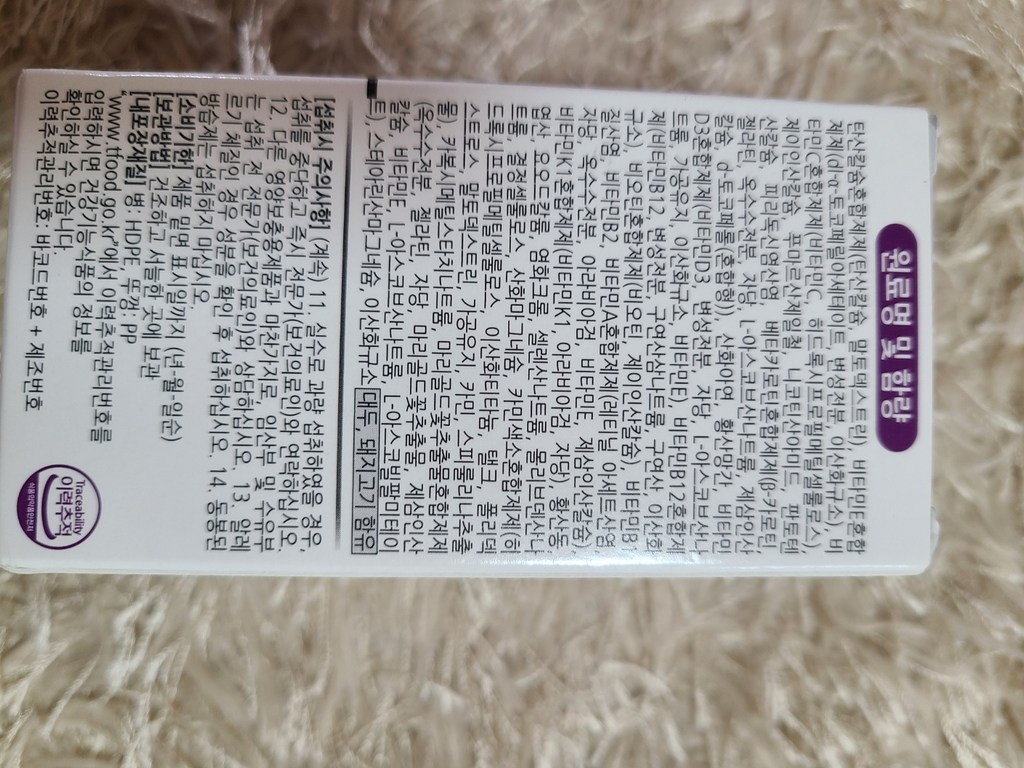 원료명 및 함량
탄산칼슘혼합제제(탄산칼슘, 말토덱스트린), 비타민E혼합
제제(dl-α-토코페릴아세테이트, 변성전분, 이산화규소), 비
타민C혼합제제(비타민C, 히드록시프로필메틸셀룰로스),
제이인산칼슘, 푸마르산제일철, 니코틴산아미드, 판토텐
산칼슘, 피리독신염산염, 베타카로틴혼합제제(β-카로틴,
젤라틴, 옥수수전분, 자당, L-아스코브산나트륨, 제삼인산
칼슘, d-토코페롤(혼합형)), 산화아연, 황산망간, 비타민
D3혼합제제(비타민D3, 변성전분, 자당, L-아스코브산나
트륨, 가공유지, 이산화규소, 비타민E), 비타민B12혼합제
제(비타민B12, 변성전분, 구연산삼나트륨, 구연산, 이산화
규소), 비오틴혼합제제(비오틴, 제이인산칼슘), 비타민B1
질산염, 비타민B2, 비타민A혼합제제(레티닐 아세트산염,
자당, 옥수수전분, 아라비아검, 비타민E, 제삼인산칼슘),
비타민K1혼합제제(비타민K1, 아라비아검, 자당), 황산동,
엽산, 요오드칼륨, 염화크롬, 셀렌산나트륨, 몰리브덴산나
트륨, 결정셀룰로스, 산화마그네슘, 카민색소혼합제제(히
드록시프로필메틸셀룰로스, 이산화티타늄, 탤크, 폴리덱
스트로스, 말토덱스트린, 가공유지, 카민, 스피룰리나추출
물), 카복시메틸스타치나트륨, 마리골드꽃추출물혼합제제
(옥수수전분, 젤라틴, 자당, 마리골드꽃추출물, 제삼인산
칼슘, 비타민E, L-아스코브산나트륨, L-아스코빌팔미테이
트), 스테아린산마그네슘, 이산화규소 대두, 돼지고기 함유
[섭취 시 주의사항] (계속) 11. 실수로 과량 섭취하였을 경우,
섭취를 중단하고 즉시 전문가(보건의료인)와 연락하십시오.
12. 다른 영양보충용제품과 마찬가지로, 임산부 및 수유부
는 섭취 전 전문가(보건의료인)와 상담하십시오. 13. 알레
르기 체질인 경우 성분을 확인 후 섭취하십시오. 14. 동봉된
방습제는 섭취하지 마십시오.
[소비기한] 제품 밑면 표시일까지 (년·월·일순)
[보관방법] 건조하고 서늘한 곳에 보관
[내포장재질] 병: HDPE, 뚜껑: PP
"www.tfood.go.kr"에서 이력추적관리번호를
입력하시면 건강기능식품의 정보를
확인하실 수 있습니다.
이력추적관리번호: 바코드번호 + 제조번호
Traceability
이력추적
식품의약품안전처